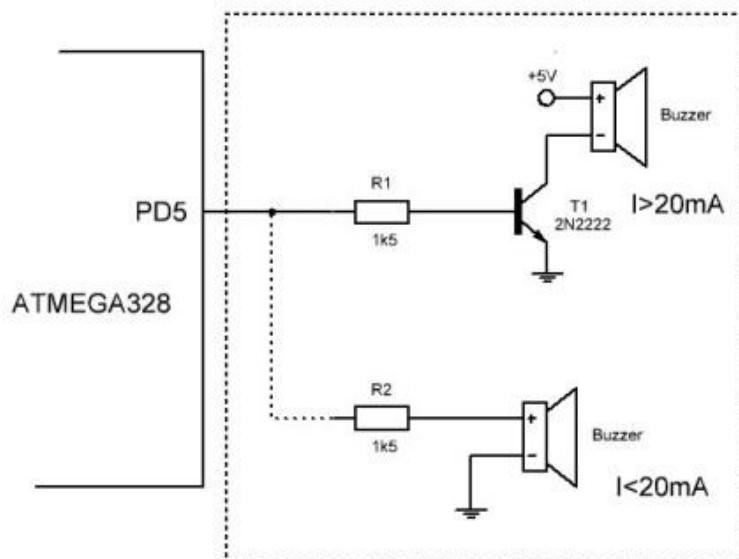 +5V
+
-
Buzzer
R1
PD5
1k5
T1
2N2222
I>20mA
ATMEGA328
R2
1k5
+
-
Buzzer
I<20mA